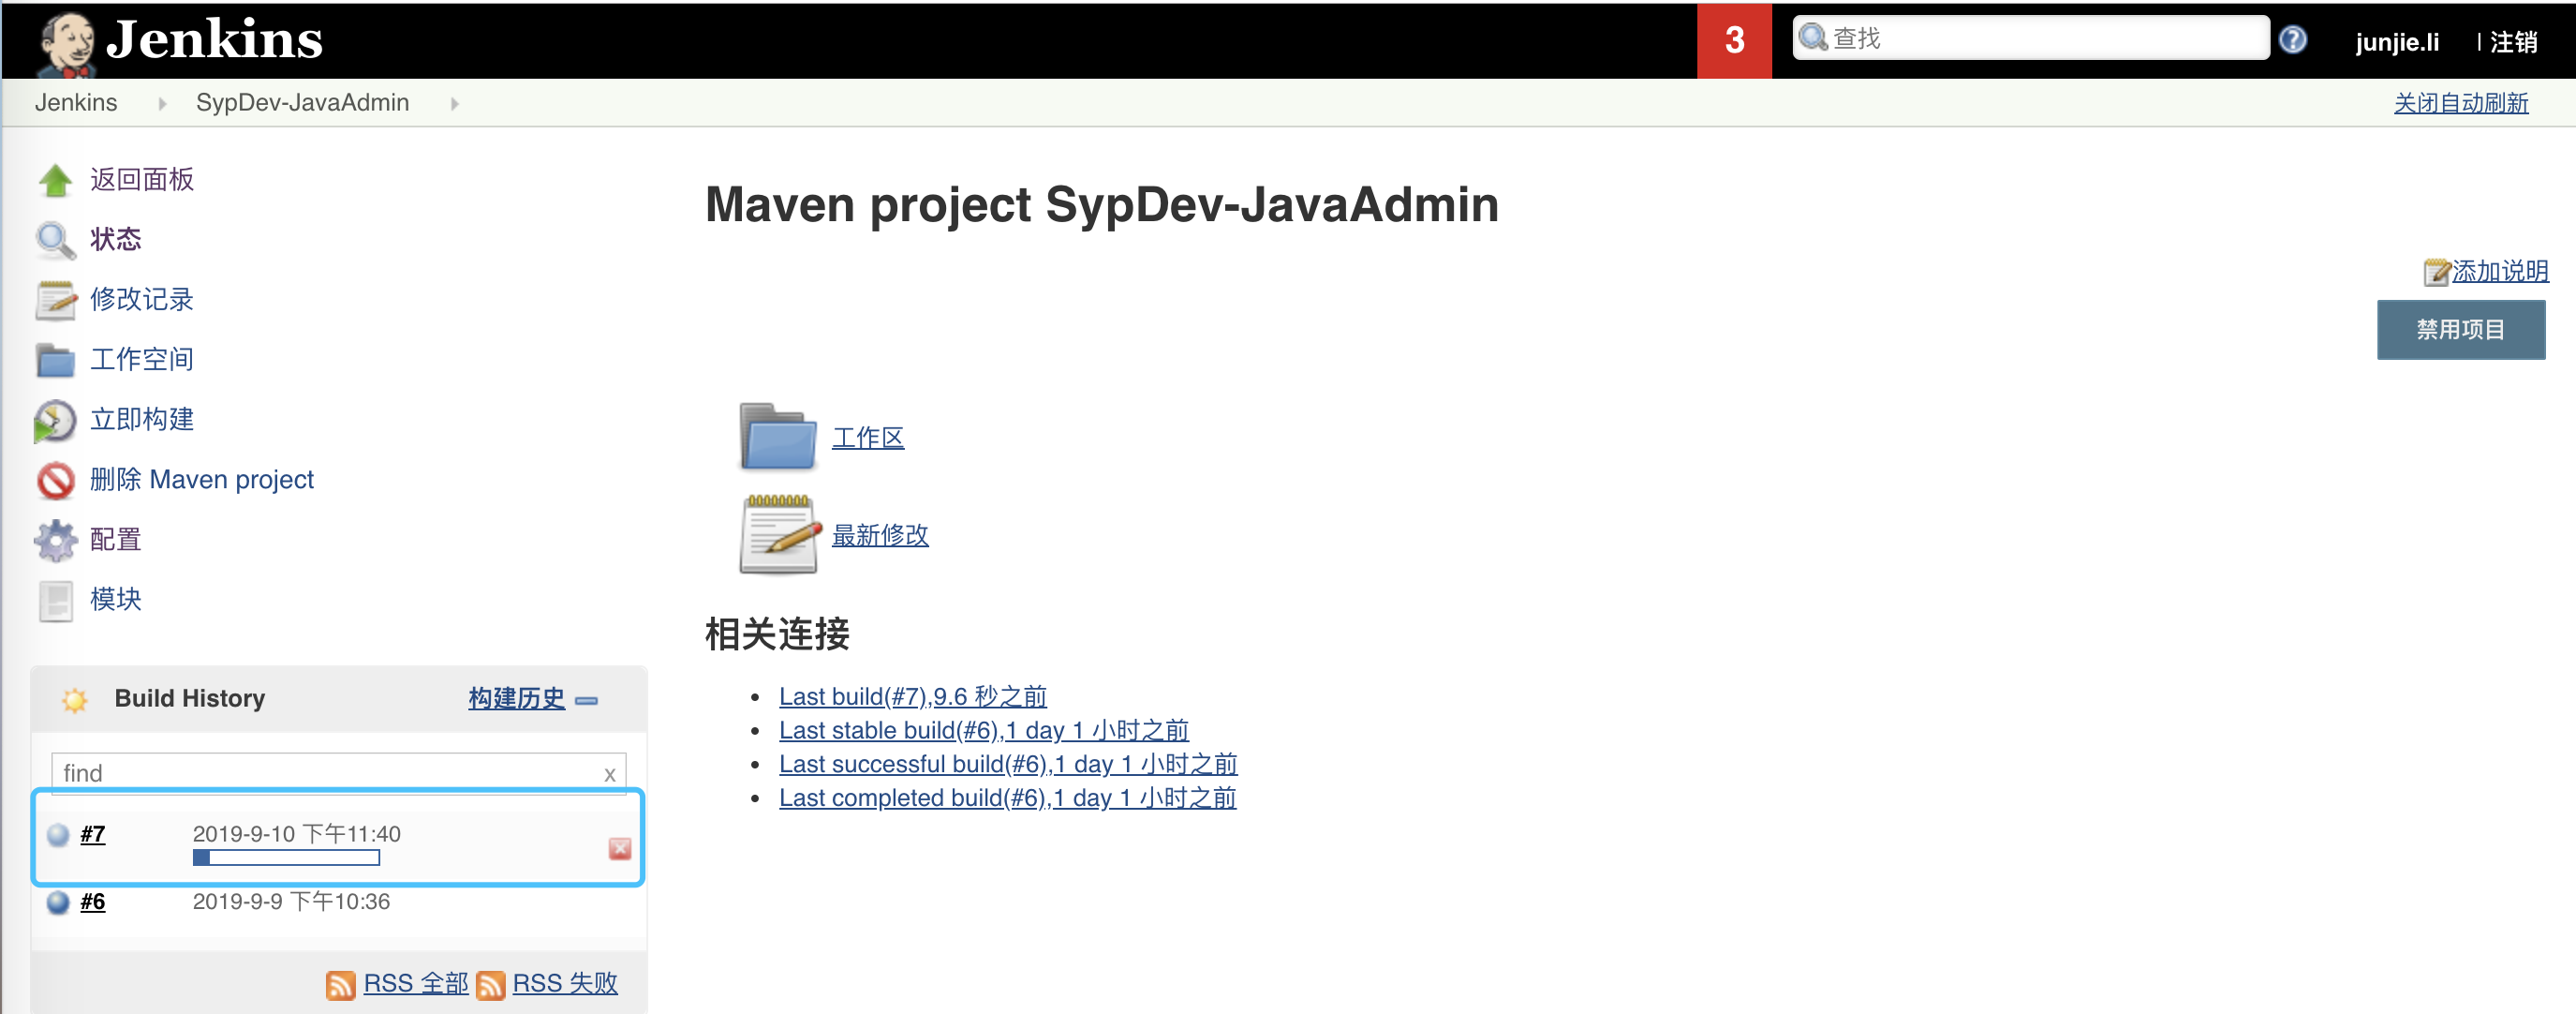 Jenkins
3
查找
junjie.li
| 注销
Jenkins
SypDev-JavaAdmin
关闭自动刷新
返回面板
状态
修改记录
工作空间
立即构建
删除 Maven project
配置
模块
Build History
构建历史
find
x
#7
2019-9-10 下午11:40
#6
2019-9-9 下午10:36
RSS 全部
RSS 失败
Maven project SypDev-JavaAdmin
添加说明
禁用项目
工作区
最新修改
相关连接
Last build(#7),9.6 秒之前
Last stable build(#6),1 day 1 小时之前
Last successful build(#6),1 day 1 小时之前
Last completed build(#6),1 day 1 小时之前